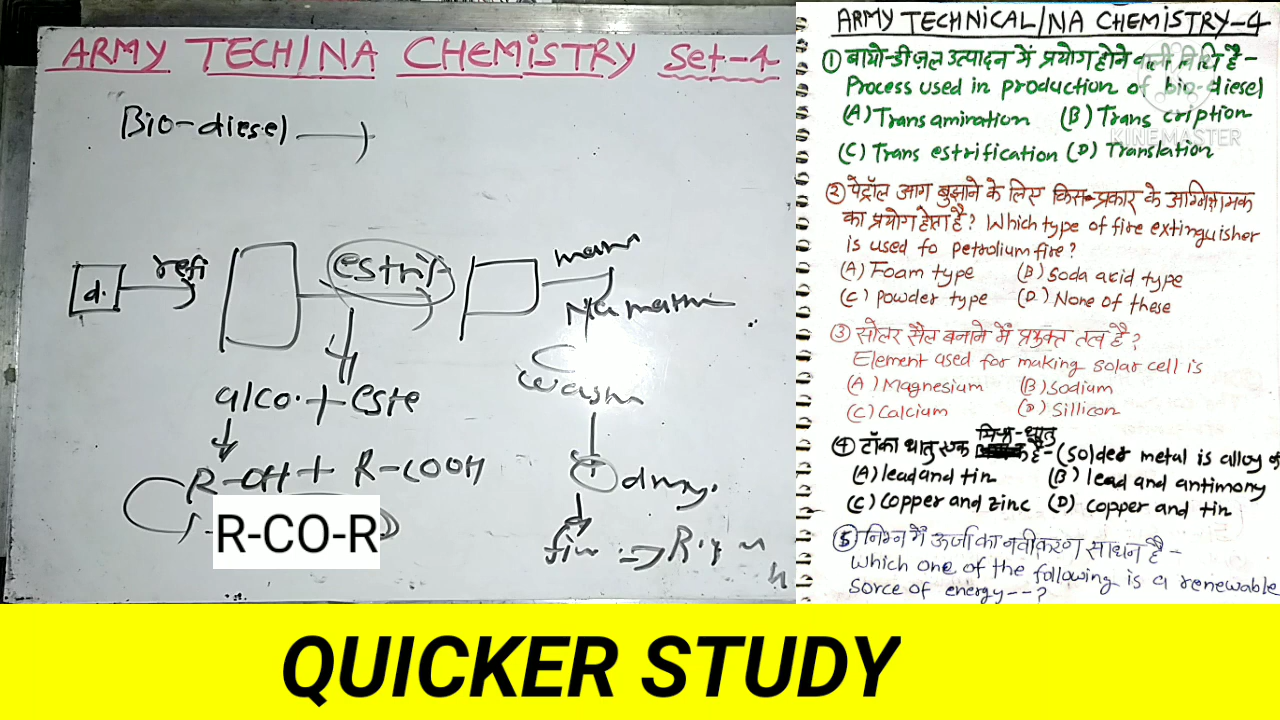 ARMY TECH/NA CHEMiSTRY Set-4
Bio-diesel
d.
refi
estrif
alco. + Este
R-OH + R-COOH
R-CO-R
wash
ARMY TECHNICAL/NA CHEMiSTRY-4
① बायो-डीज़ल उत्पादन में प्रयोग होने वाली विधि है -
Process used in production of bio-diesel
(A) Trans amination (B) Trans cription
(C) Trans estrification (D) Translation
KINEMASTER
② पेट्रॉल आग बुझाने के लिए किस-प्रकार के अग्निशामक
का प्रयोग होता है? Which type of fire extinguisher
is used fo petrolium fire?
(A) Foam type (B) Soda acid type
(C) Powder type (D) None of these
③ सोलर सैल बनाने में प्रयुक्त तत्व है?
Element used for making solar cell is
(A) Magnesium (B) Sodium
(C) Calcium (D) Sillicon
④ टाँका धातु एक मिश्र-धातु है - (Solder metal is alloy of
(A) lead and tin (B) lead and antimony
(C) Copper and zinc (D) copper and tin
⑤ निम्न में ऊर्जा का नवीकरण साधन है -
Which one of the following is a renewable
Sorce of energy--?
QUICKER STUDY